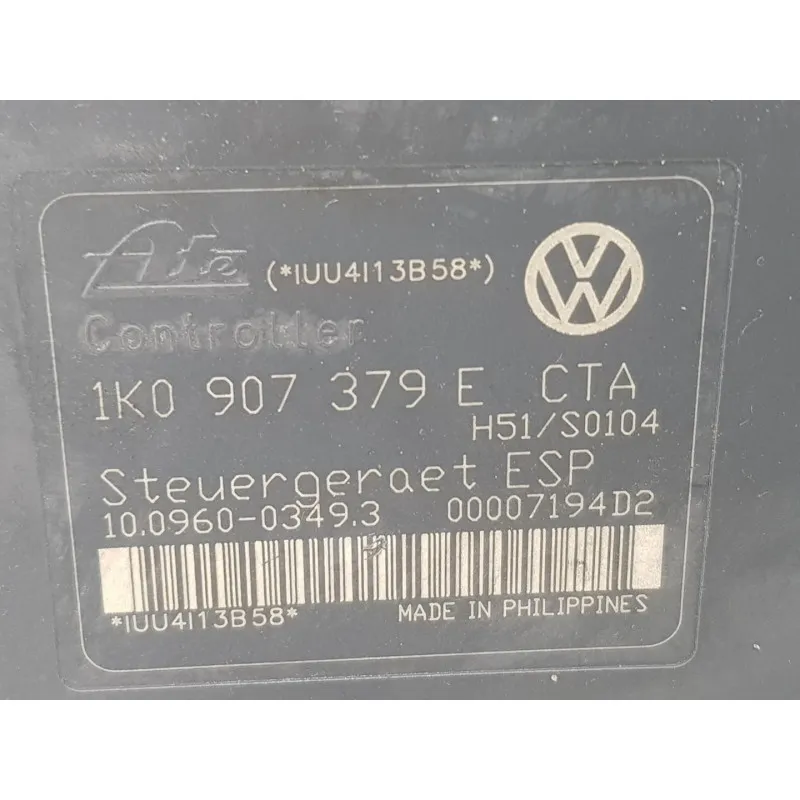 Ate (*IUU4I13B58*)
Controller
1K0 907 379 E CTA
H51/S0104
Steuergeraet ESP
10.0960-0349.3 00007194D2
*IUU4I13B58* MADE IN PHILIPPINES